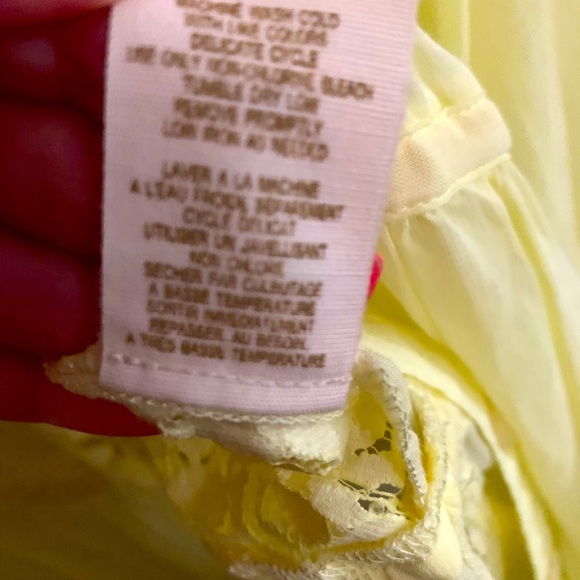 MACHINE WASH COLD
WITH LIKE COLORS
DELICATE CYCLE
USE ONLY NON-CHLORINE BLEACH
TUMBLE DRY LOW
REMOVE PROMPTLY
LOW IRON AS NEEDED
LAVER A LA MACHINE
A L'EAU FROIDE, SEPAREMENT
CYCLE DELICAT
UTILISER UN JAVELLISANT
NON CHLORE
SECHER PAR CULBUTAGE
A BASSE TEMPERATURE
SORTIR IMMEDIATEMENT
REPASSER AU BESOIN,
A TRES BASSE TEMPERATURE